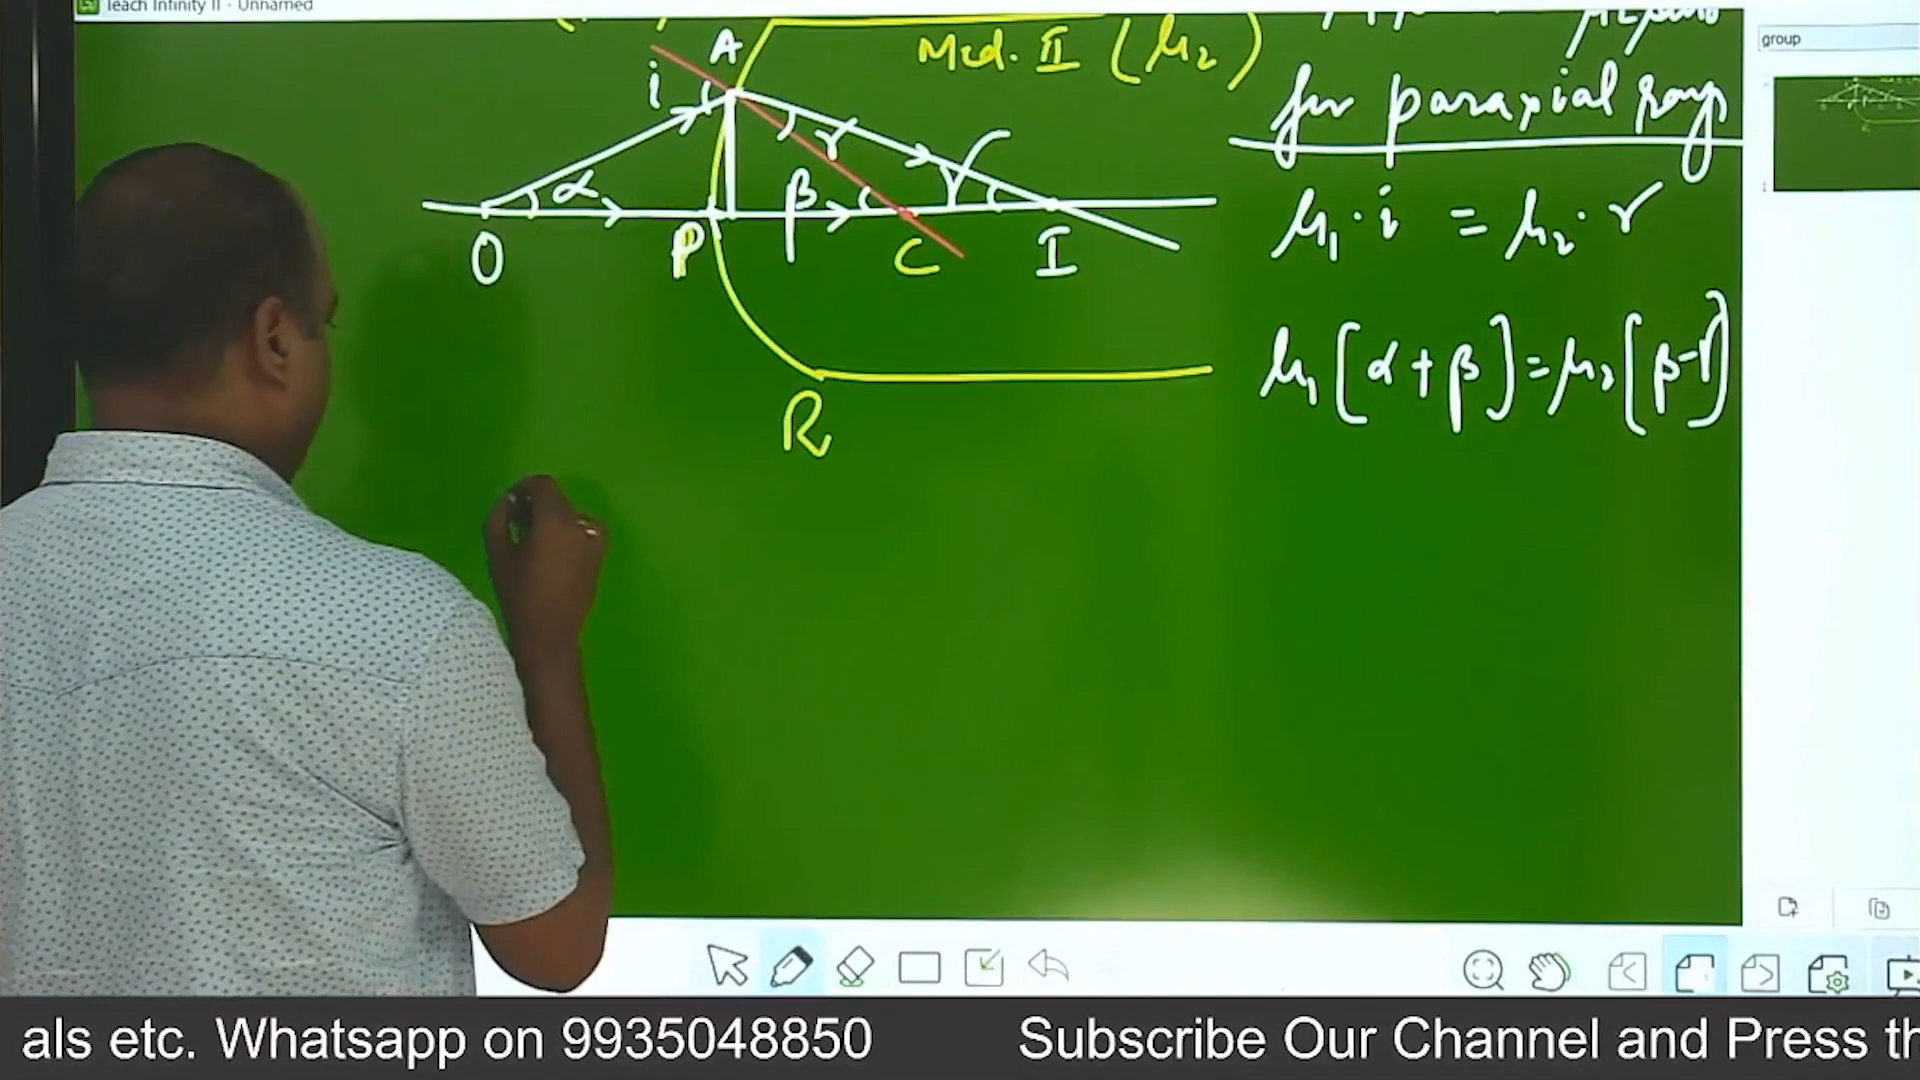 Teach Infinity II - Unnamed
group
Med. II (μ₂)
A
i
r
α
β
γ
O
P
C
I
R
for paraxial rays
μ₁·i = μ₂·r
μ₁[α+β]=μ₂[β-γ]
als etc. Whatsapp on 9935048850
Subscribe Our Channel and Press th